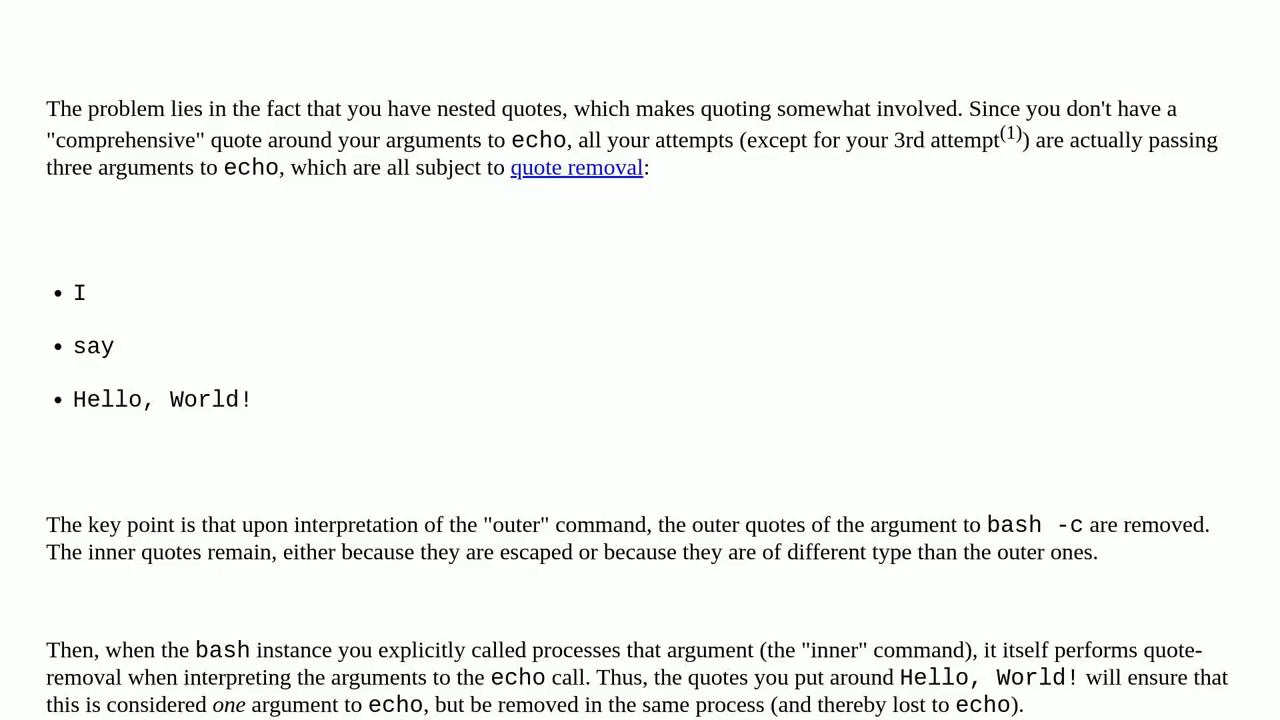 The problem lies in the fact that you have nested quotes, which makes quoting somewhat involved. Since you don't have a
"comprehensive" quote around your arguments to echo, all your attempts (except for your 3rd attempt(1)) are actually passing
three arguments to echo, which are all subject to quote removal:
• I
• say
• Hello, World!
The key point is that upon interpretation of the "outer" command, the outer quotes of the argument to bash -c are removed.
The inner quotes remain, either because they are escaped or because they are of different type than the outer ones.
Then, when the bash instance you explicitly called processes that argument (the "inner" command), it itself performs quote-
removal when interpreting the arguments to the echo call. Thus, the quotes you put around Hello, World! will ensure that
this is considered one argument to echo, but be removed in the same process (and thereby lost to echo).